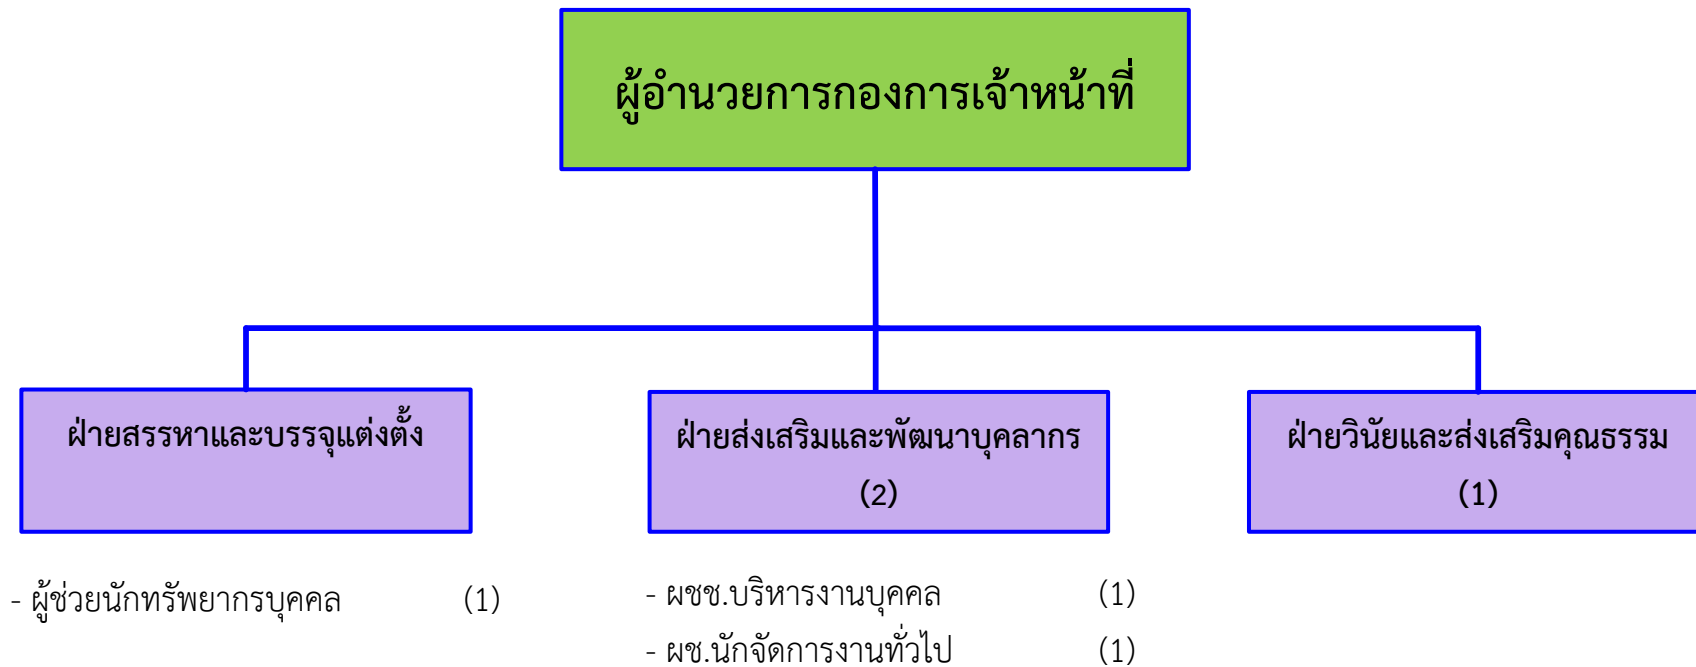 ผู้อำนวยการกองการเจ้าหน้าที่
ฝ่ายสรรหาและบรรจุแต่งตั้ง
ฝ่ายส่งเสริมและพัฒนาบุคลากร
(2)
ฝ่ายวินัยและส่งเสริมคุณธรรม
(1)
- ผู้ช่วยนักทรัพยากรบุคคล (1)
- ผชช.บริหารงานบุคคล (1)
- ผช.นักจัดการงานทั่วไป (1)